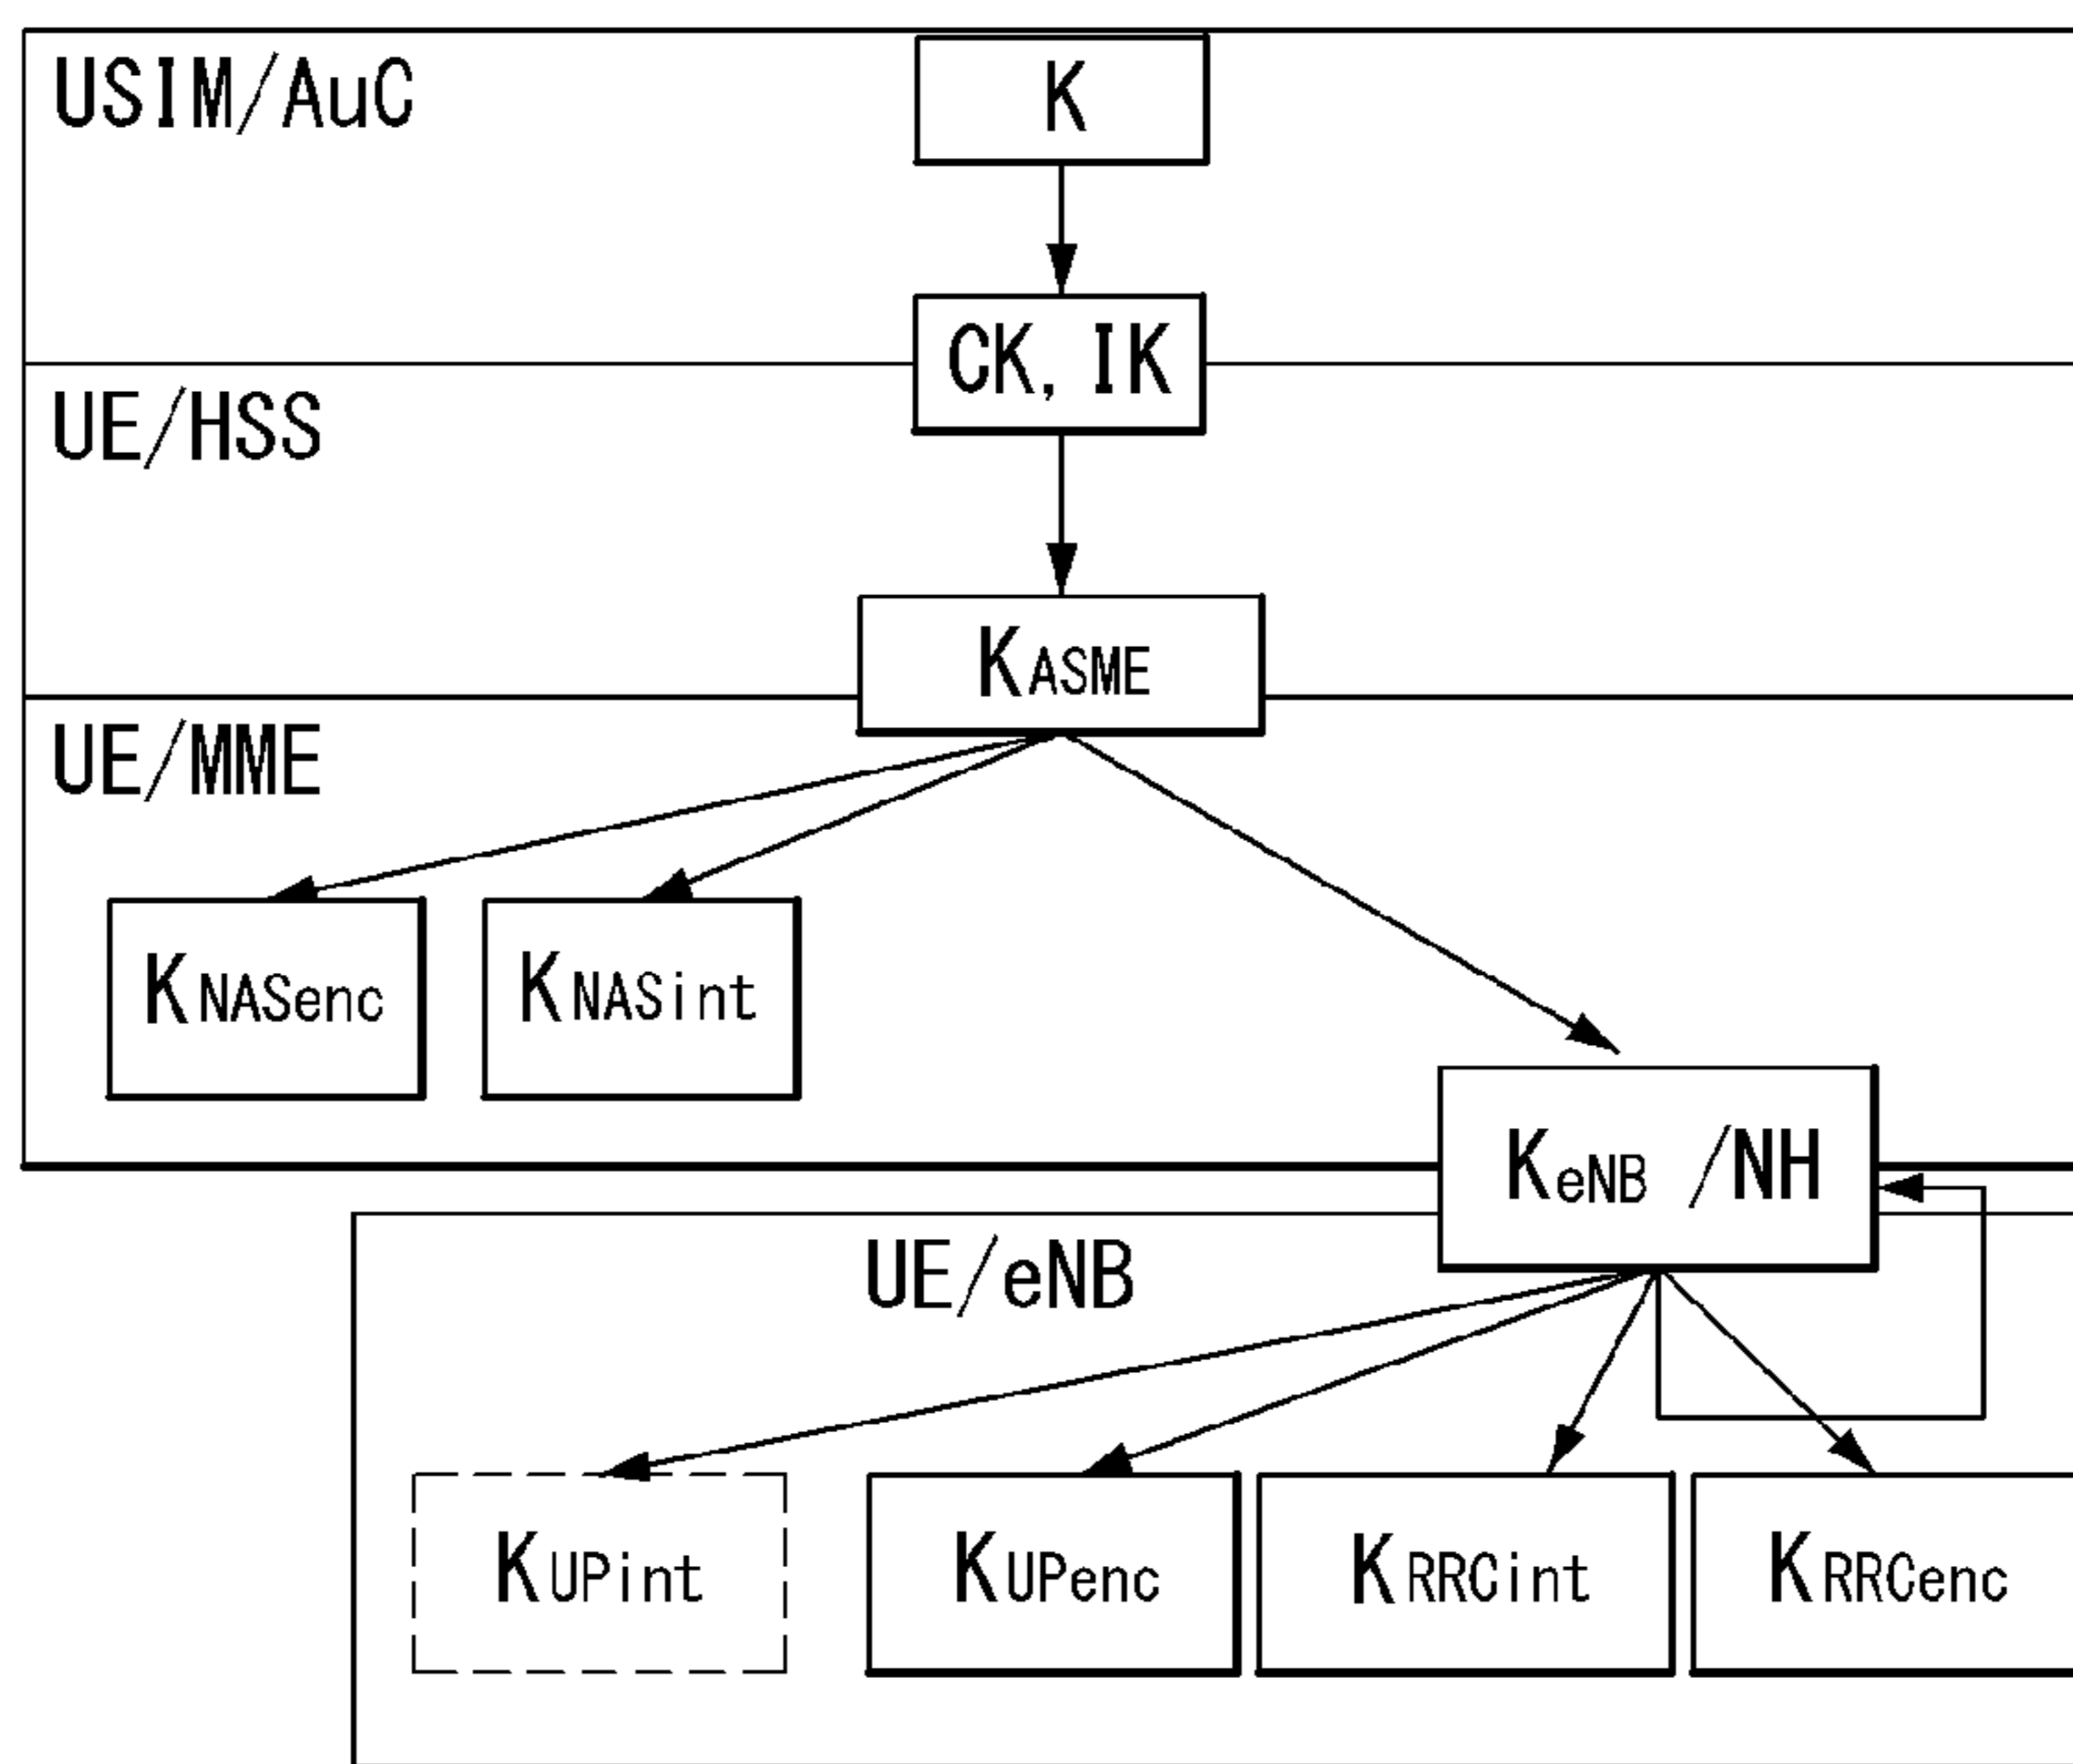 USIM/AuC
K
CK, IK
UE/HSS
KASME
UE/MME
KNASenc
KNASint
KeNB /NH
UE/eNB
KUPint
KUPenc
KRRCint
KRRCenc